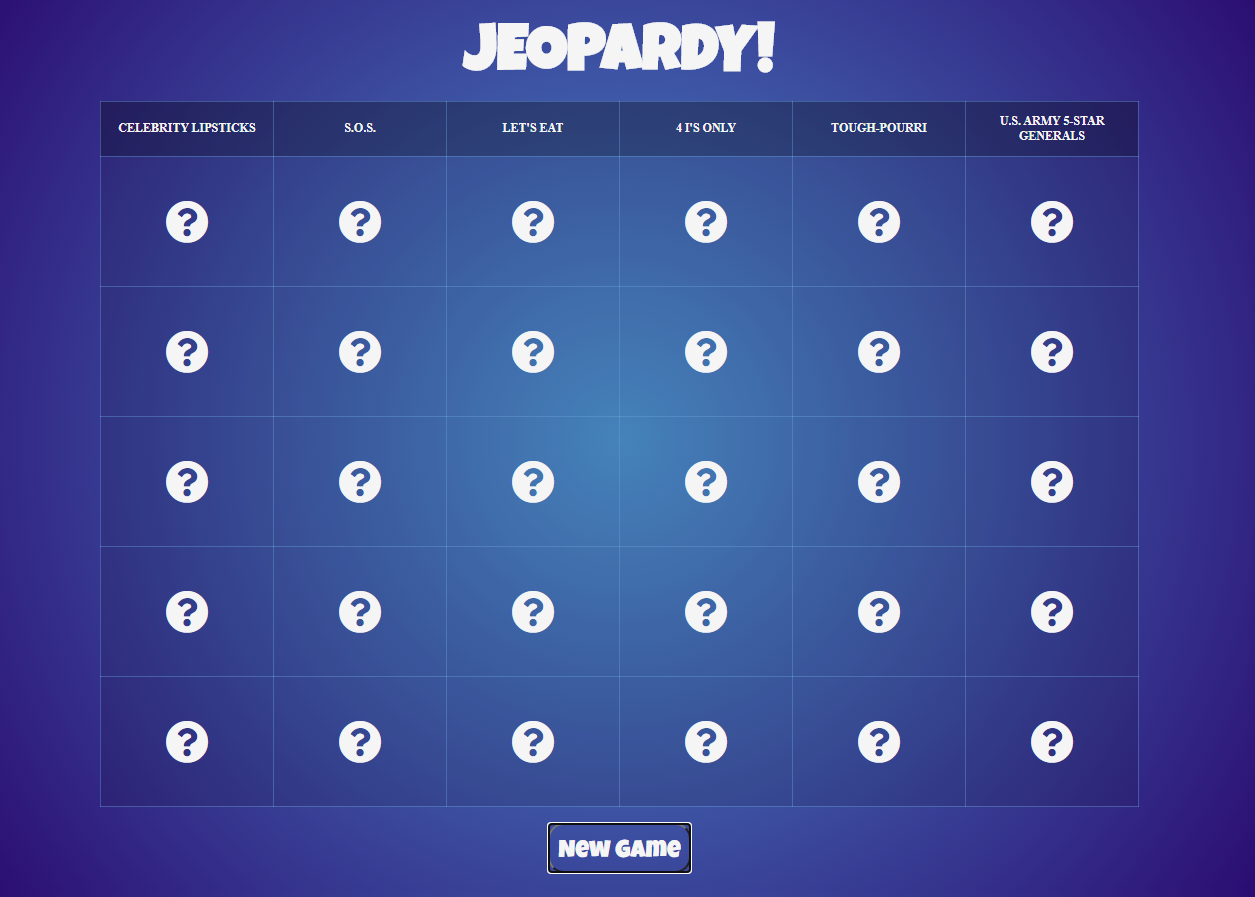 JEOPARDY!
CELEBRITY LIPSTICKS
S.O.S.
LET'S EAT
4 I'S ONLY
TOUGH-POURRI
U.S. ARMY 5-STAR
GENERALS
? ? ? ? ? ?
? ? ? ? ? ?
? ? ? ? ? ?
? ? ? ? ? ?
? ? ? ? ? ?
New Game